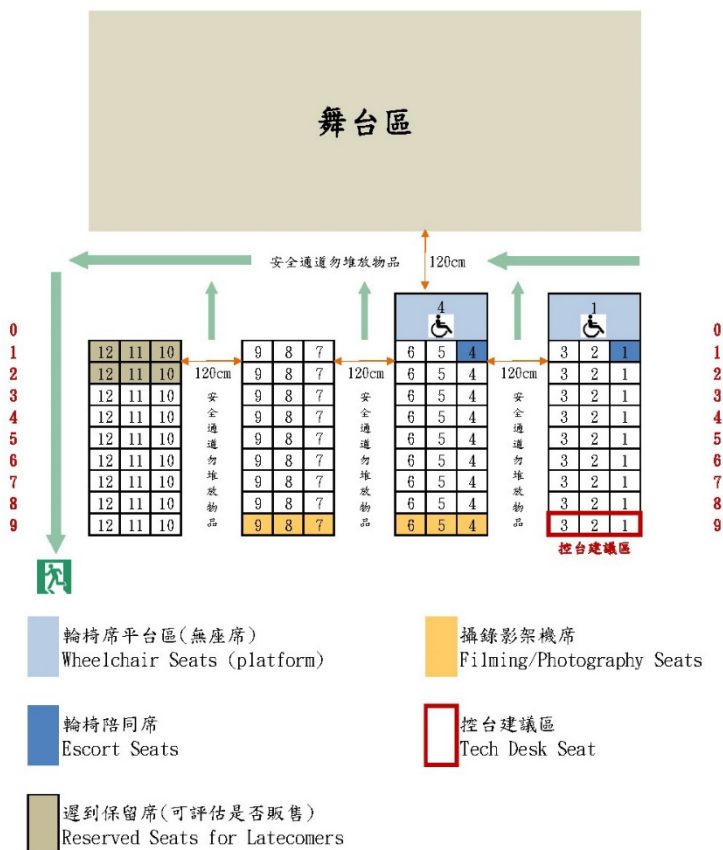 舞台區
安全通道勿堆放物品
120cm
4
1
0 0
1 12 11 10 9 8 7 6 5 4 3 2 1 1
2 12 11 10 120cm 9 8 7 120cm 6 5 4 120cm 3 2 1 2
3 12 11 10 9 8 7 6 5 4 3 2 1 3
4 12 11 10 9 8 7 6 5 4 3 2 1 4
5 12 11 10 9 8 7 6 5 4 3 2 1 5
6 12 11 10 9 8 7 6 5 4 3 2 1 6
7 12 11 10 9 8 7 6 5 4 3 2 1 7
8 12 11 10 9 8 7 6 5 4 3 2 1 8
9 12 11 10 9 8 7 6 5 4 3 2 1 9
安全通道勿堆放物品
安全通道勿堆放物品
安全通道勿堆放物品
控台建議區
輪椅席平台區(無座席)
Wheelchair Seats (platform)
攝錄影架機席
Filming/Photography Seats
輪椅陪同席
Escort Seats
控台建議區
Tech Desk Seat
遲到保留席(可評估是否販售)
Reserved Seats for Latecomers